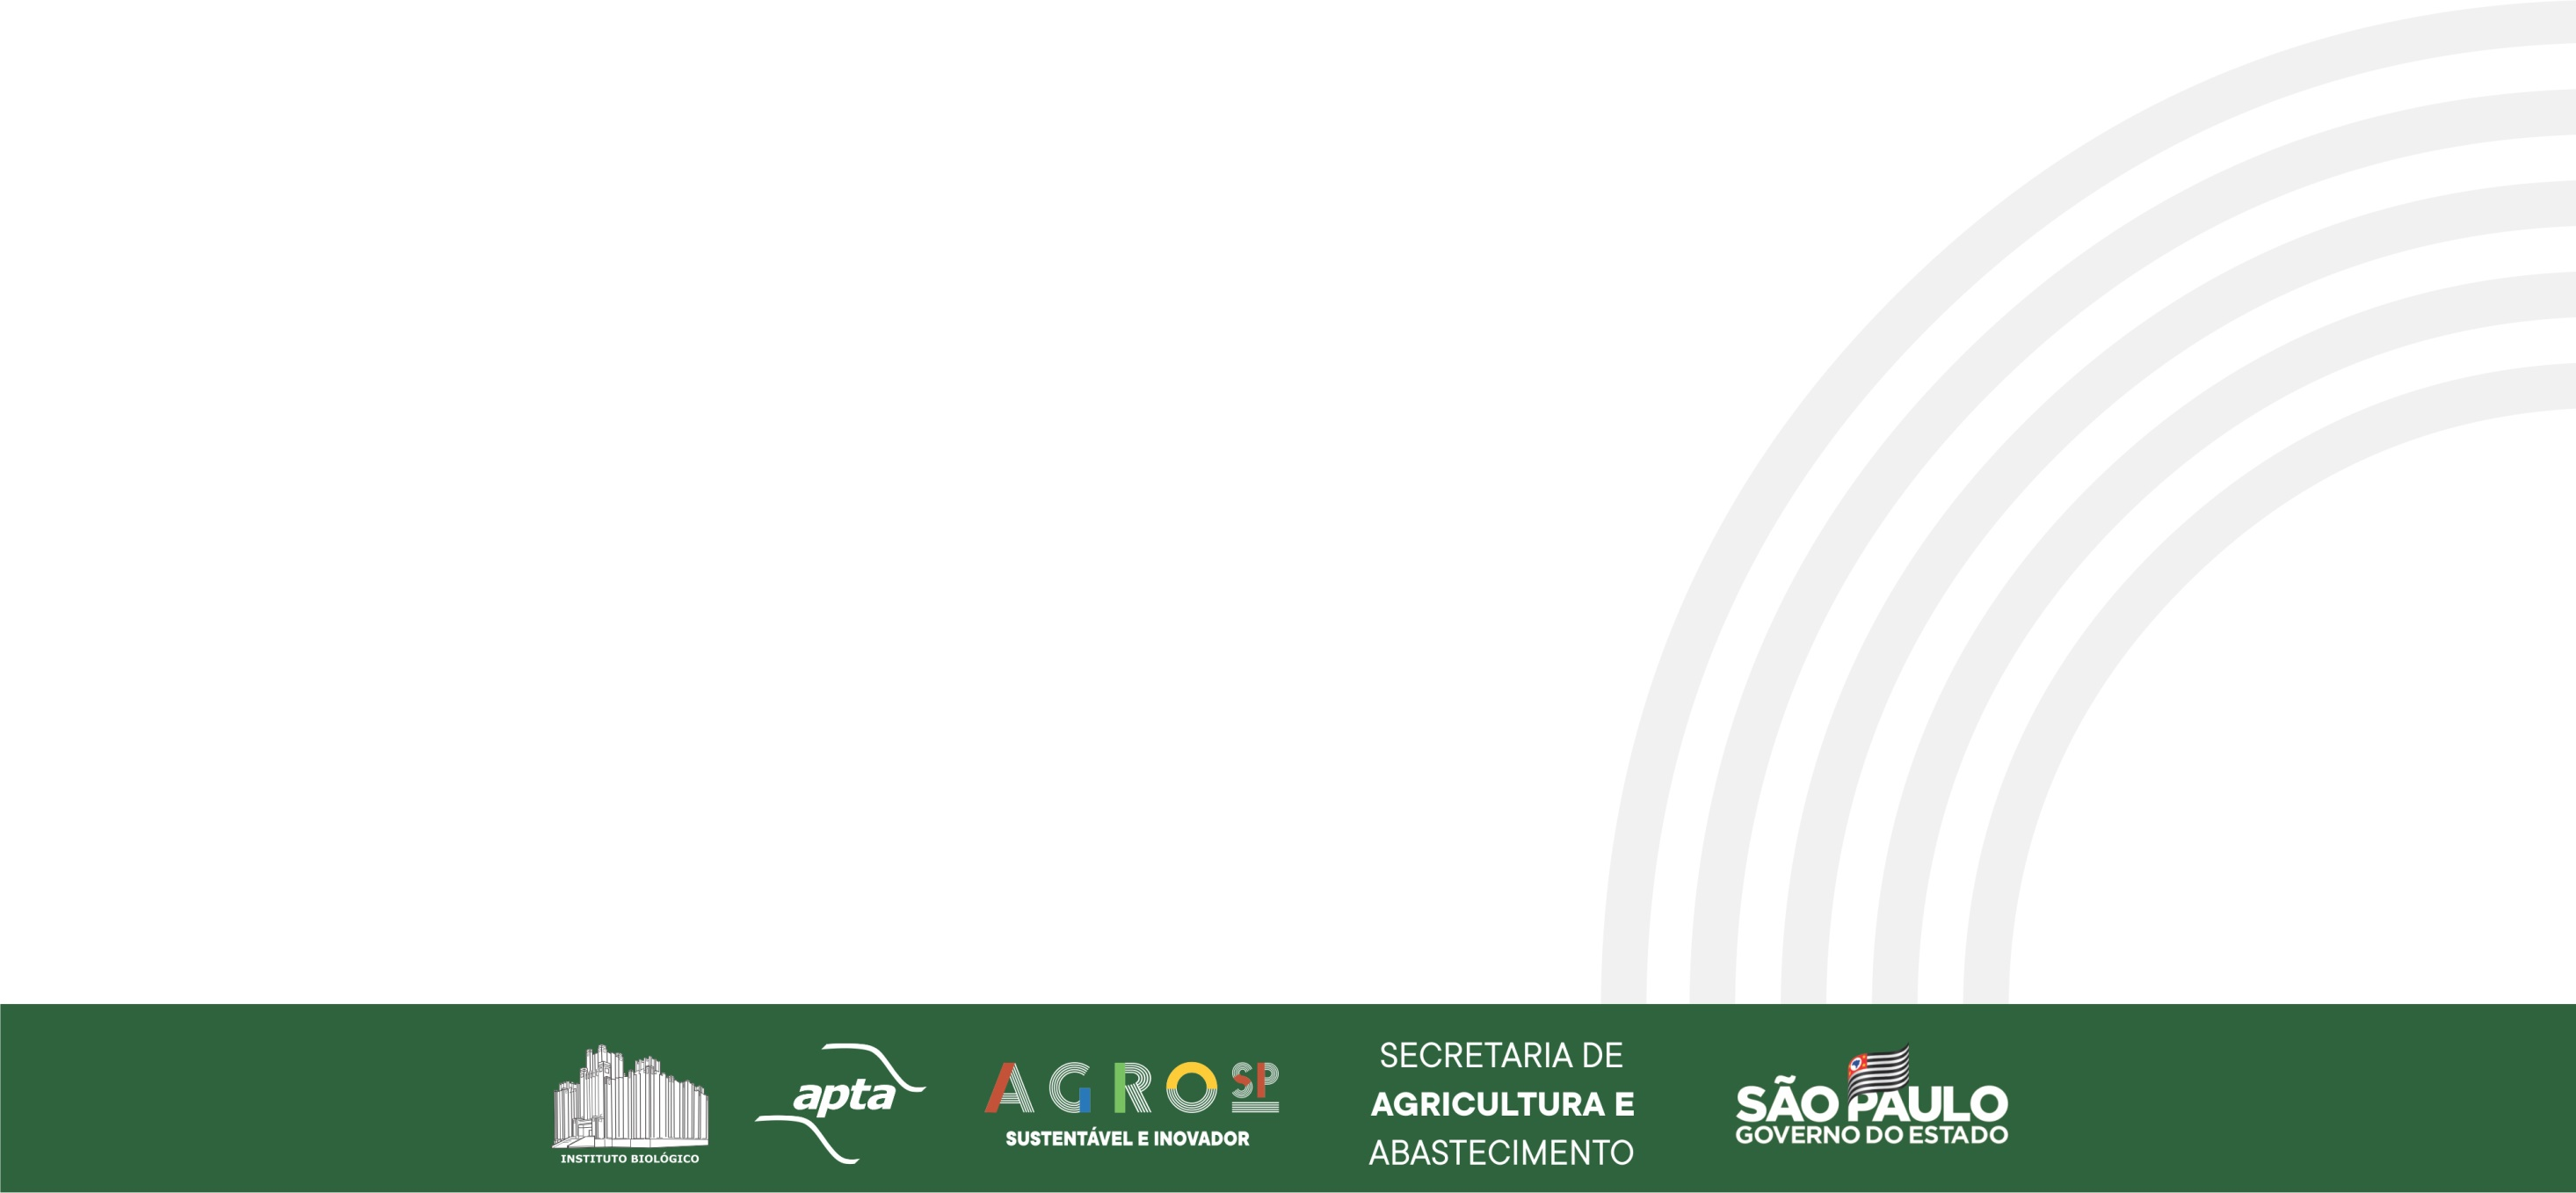 INSTITUTO BIOLÓGICO
apta
AGRO SP
SUSTENTÁVEL E INOVADOR
SECRETARIA DE
AGRICULTURA E
ABASTECIMENTO
SÃO PAULO
GOVERNO DO ESTADO